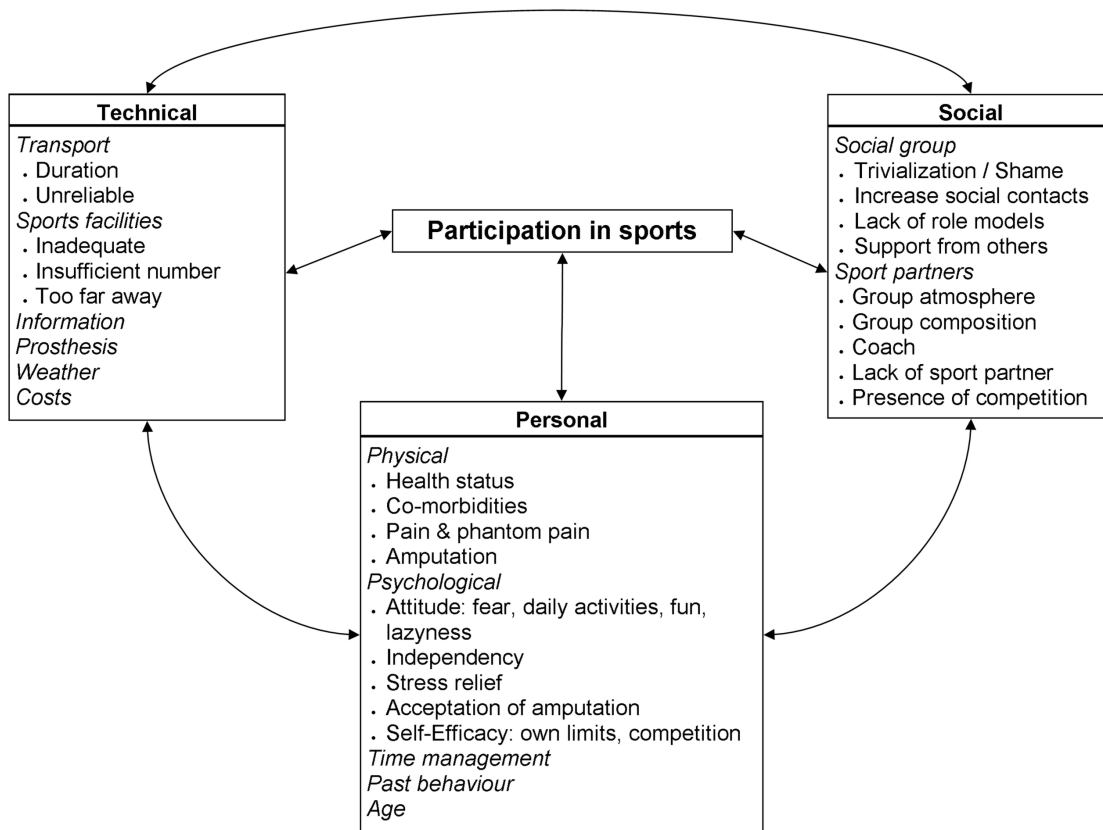 Technical
Transport
. Duration
. Unreliable
Sports facilities
. Inadequate
. Insufficient number
. Too far away
Information
Prosthesis
Weather
Costs
Participation in sports
Social
Social group
. Trivialization / Shame
. Increase social contacts
. Lack of role models
. Support from others
Sport partners
. Group atmosphere
. Group composition
. Coach
. Lack of sport partner
. Presence of competition
Personal
Physical
. Health status
. Co-morbidities
. Pain & phantom pain
. Amputation
Psychological
. Attitude: fear, daily activities, fun,
lazyness
. Independency
. Stress relief
. Acceptation of amputation
. Self-Efficacy: own limits, competition
Time management
Past behaviour
Age